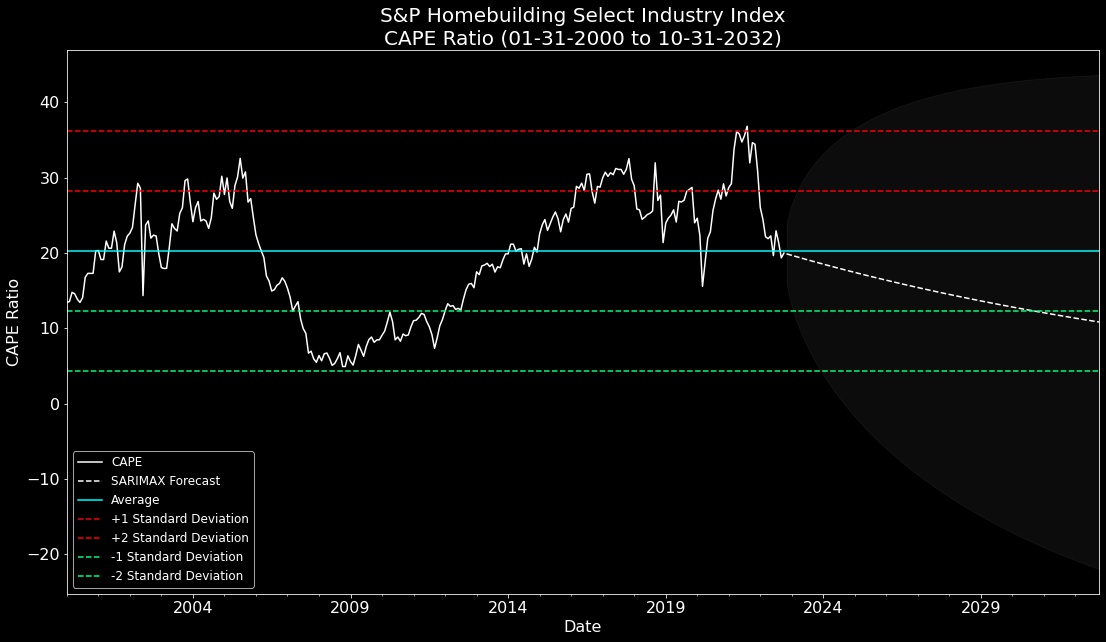 S&P Homebuilding Select Industry Index
CAPE Ratio (01-31-2000 to 10-31-2032)
CAPE Ratio
40
30
20
10
0
−10
−20
CAPE
SARIMAX Forecast
Average
+1 Standard Deviation
+2 Standard Deviation
-1 Standard Deviation
-2 Standard Deviation
2004
2009
2014
2019
2024
2029
Date